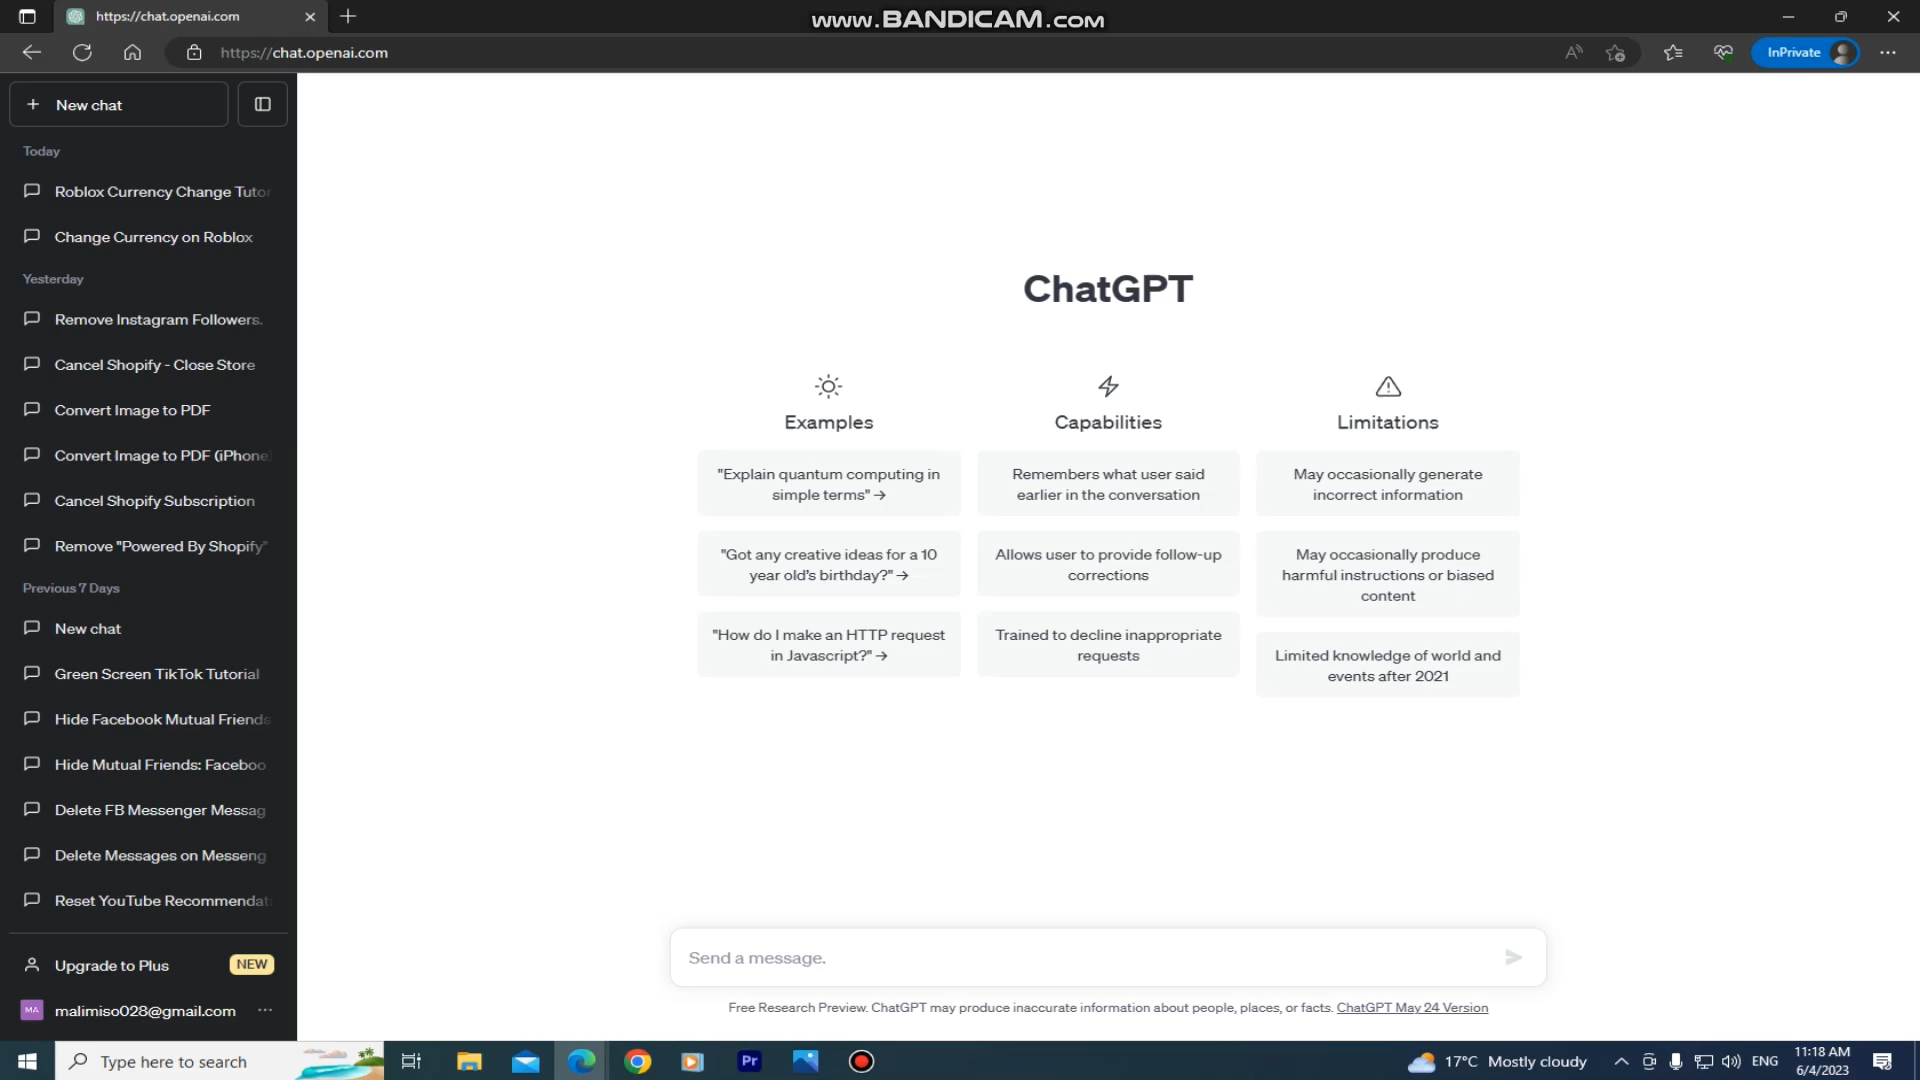 https://chat.openai.com
www.BANDICAM.com
https://chat.openai.com
InPrivate
New chat
Today
Roblox Currency Change Tutor
Change Currency on Roblox
Yesterday
Remove Instagram Followers.
Cancel Shopify - Close Store
Convert Image to PDF
Convert Image to PDF (iPhone)
Cancel Shopify Subscription
Remove "Powered By Shopify"
Previous 7 Days
New chat
Green Screen TikTok Tutorial
Hide Facebook Mutual Friends
Hide Mutual Friends: Faceboo
Delete FB Messenger Messag
Delete Messages on Messeng
Reset YouTube Recommendat
Upgrade to Plus
NEW
MA
malimiso028@gmail.com
ChatGPT
Examples
"Explain quantum computing in
simple terms" →
"Got any creative ideas for a 10
year old's birthday?" →
"How do I make an HTTP request
in Javascript?" →
Capabilities
Remembers what user said
earlier in the conversation
Allows user to provide follow-up
corrections
Trained to decline inappropriate
requests
Limitations
May occasionally generate
incorrect information
May occasionally produce
harmful instructions or biased
content
Limited knowledge of world and
events after 2021
Send a message.
Free Research Preview. ChatGPT may produce inaccurate information about people, places, or facts. ChatGPT May 24 Version
Type here to search
Pr
17°C Mostly cloudy
ENG
11:18 AM
6/4/2023